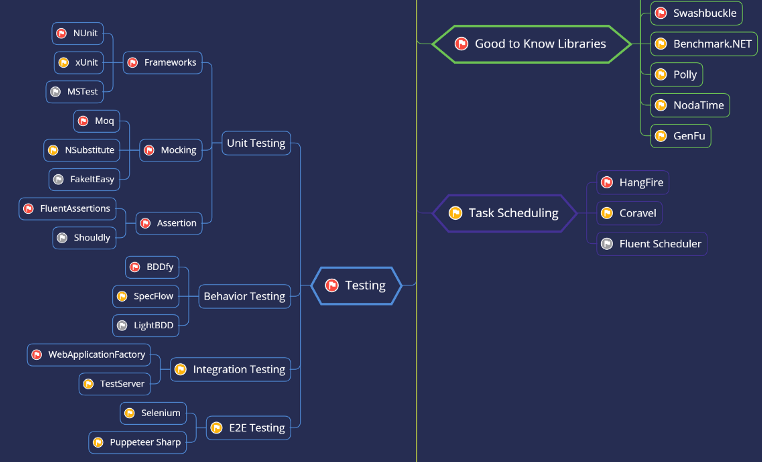 NUnit
xUnit
MSTest
Frameworks
Moq
NSubstitute
FakeItEasy
Mocking
FluentAssertions
Shouldly
Assertion
Unit Testing
BDDfy
SpecFlow
LightBDD
Behavior Testing
WebApplicationFactory
TestServer
Integration Testing
Selenium
Puppeteer Sharp
E2E Testing
Testing
Good to Know Libraries
Swashbuckle
Benchmark.NET
Polly
NodaTime
GenFu
Task Scheduling
HangFire
Coravel
Fluent Scheduler